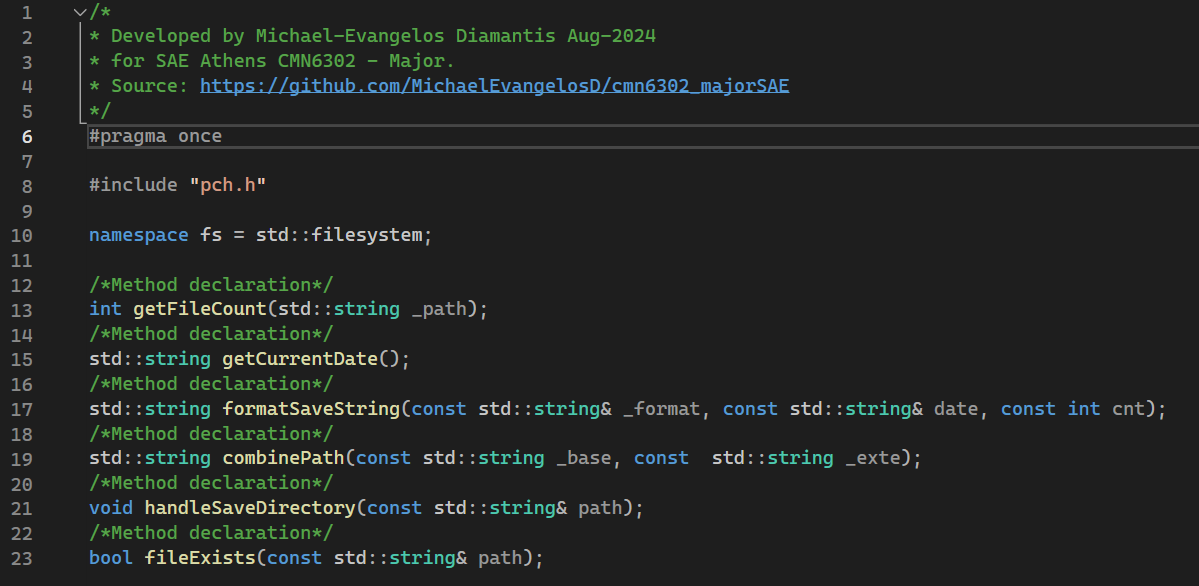 1 /*
2 * Developed by Michael-Evangelos Diamantis Aug-2024
3 * for SAE Athens CMN6302 - Major.
4 * Source: https://github.com/MichaelEvangelosD/cmn6302_majorSAE
5 */
6 #pragma once
7
8 #include "pch.h"
9
10 namespace fs = std::filesystem;
11
12 /*Method declaration*/
13 int getFileCount(std::string _path);
14 /*Method declaration*/
15 std::string getCurrentDate();
16 /*Method declaration*/
17 std::string formatSaveString(const std::string& _format, const std::string& date, const int cnt);
18 /*Method declaration*/
19 std::string combinePath(const std::string _base, const  std::string _exte);
20 /*Method declaration*/
21 void handleSaveDirectory(const std::string& path);
22 /*Method declaration*/
23 bool fileExists(const std::string& path);